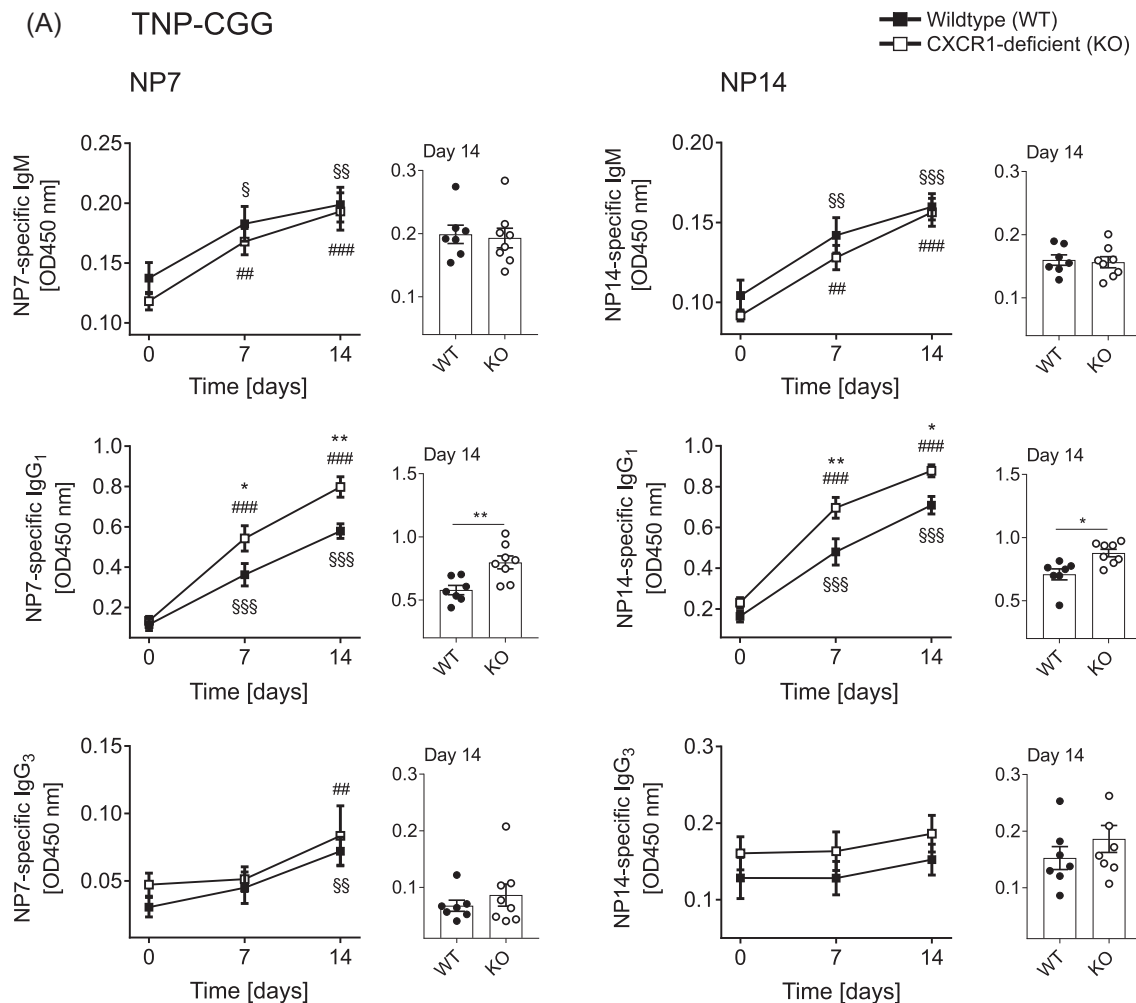 (A) TNP-CGG
Wildtype (WT)
CXCR1-deficient (KO)
NP7
NP7-specific IgM
[OD450 nm]
0.25
0.20
0.15
0.10
§
§§
##
###
0 7 14
Time [days]
Day 14
0.3
0.2
0.1
WT KO
NP14
NP14-specific IgM
[OD450 nm]
0.20
0.15
0.10
§§
§§§
##
###
0 7 14
Time [days]
Day 14
0.3
0.2
0.1
WT KO
NP7-specific IgG1
[OD450 nm]
1.0
0.8
0.6
0.4
0.2
**
###
*
###
§§§
§§§
0 7 14
Time [days]
Day 14
1.5
1.0
0.5
**
WT KO
NP14-specific IgG1
[OD450 nm]
1.0
0.8
0.6
0.4
0.2
*
###
**
###
§§§
§§§
0 7 14
Time [days]
Day 14
1.5
1.0
0.5
*
WT KO
NP7-specific IgG3
[OD450 nm]
0.15
0.10
0.05
##
§§
0 7 14
Time [days]
Day 14
0.3
0.2
0.1
WT KO
NP14-specific IgG3
[OD450 nm]
0.3
0.2
0.1
0 7 14
Time [days]
Day 14
0.3
0.2
0.1
WT KO